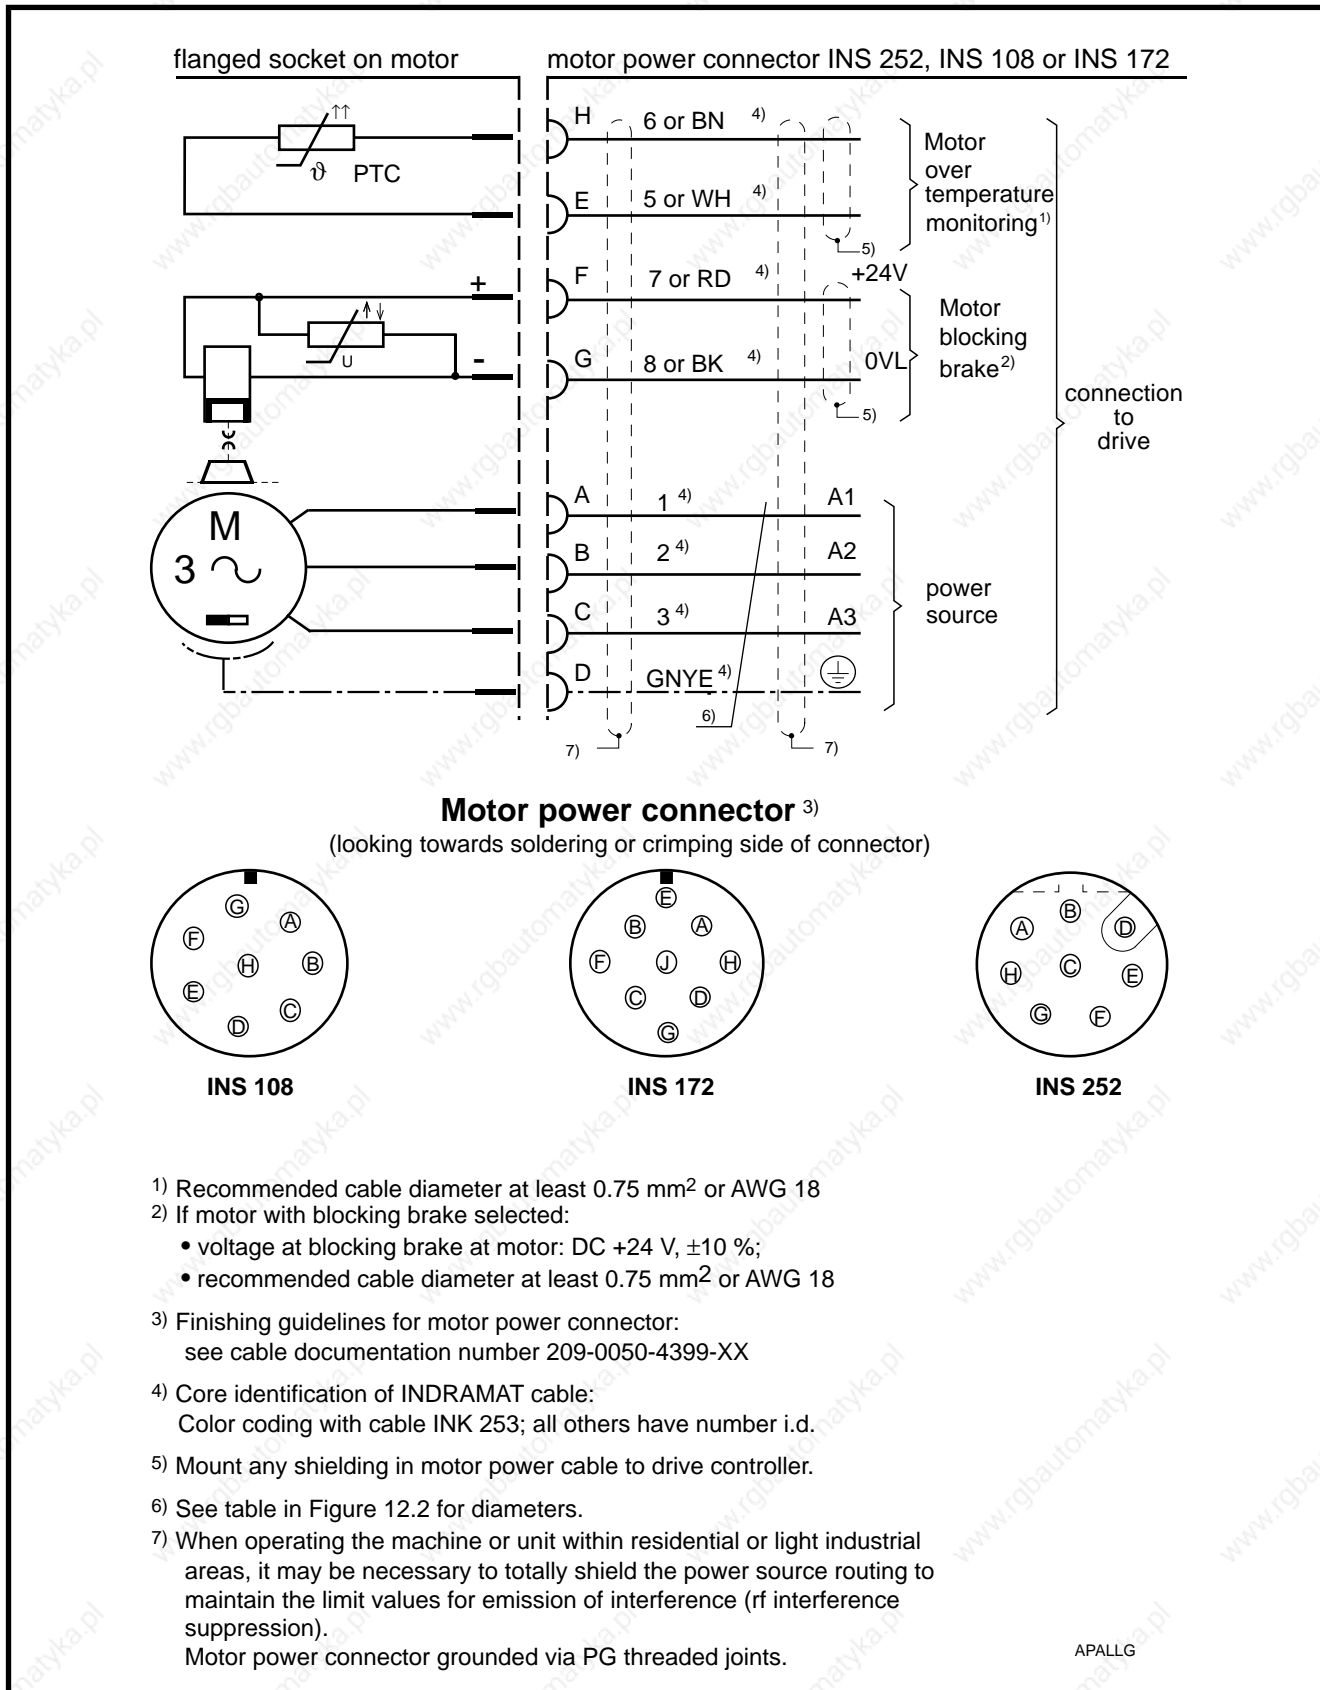 flanged socket on motor
motor power connector INS 252, INS 108 or INS 172
H
6 or BN 4)
↑↑
ϑ PTC
E
5 or WH 4)
Motor
over
temperature
monitoring1)
5)
+
F
7 or RD 4)
+24V
U
-
G
8 or BK 4)
0VL
Motor
blocking
brake2)
5)
connection
to
drive
M
3
A
1 4)
A1
B
2 4)
A2
C
3 4)
A3
power
source
D
GNYE 4)
6)
7)
7)
Motor power connector 3)
(looking towards soldering or crimping side of connector)
G
A
F
H
B
E
C
D
E
B
A
F
J
H
C
D
G
B
A
D
H
C
E
G
F
INS 108
INS 172
INS 252
1) Recommended cable diameter at least 0.75 mm2 or AWG 18
2) If motor with blocking brake selected:
• voltage at blocking brake at motor: DC +24 V, ±10 %;
• recommended cable diameter at least 0.75 mm2 or AWG 18
3) Finishing guidelines for motor power connector:
see cable documentation number 209-0050-4399-XX
4) Core identification of INDRAMAT cable:
Color coding with cable INK 253; all others have number i.d.
5) Mount any shielding in motor power cable to drive controller.
6) See table in Figure 12.2 for diameters.
7) When operating the machine or unit within residential or light industrial
areas, it may be necessary to totally shield the power source routing to
maintain the limit values for emission of interference (rf interference
suppression).
Motor power connector grounded via PG threaded joints.
APALLG
www.rgbautomatyka.pl